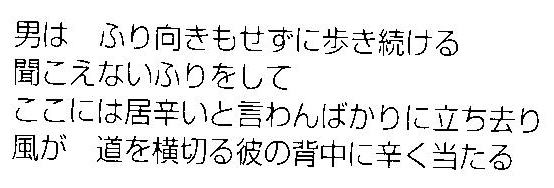 男は　ふり向きもせずに歩き続ける
聞こえないふりをして
ここには居辛いと言わんばかりに立ち去り
風が　道を横切る彼の背中に辛く当たる